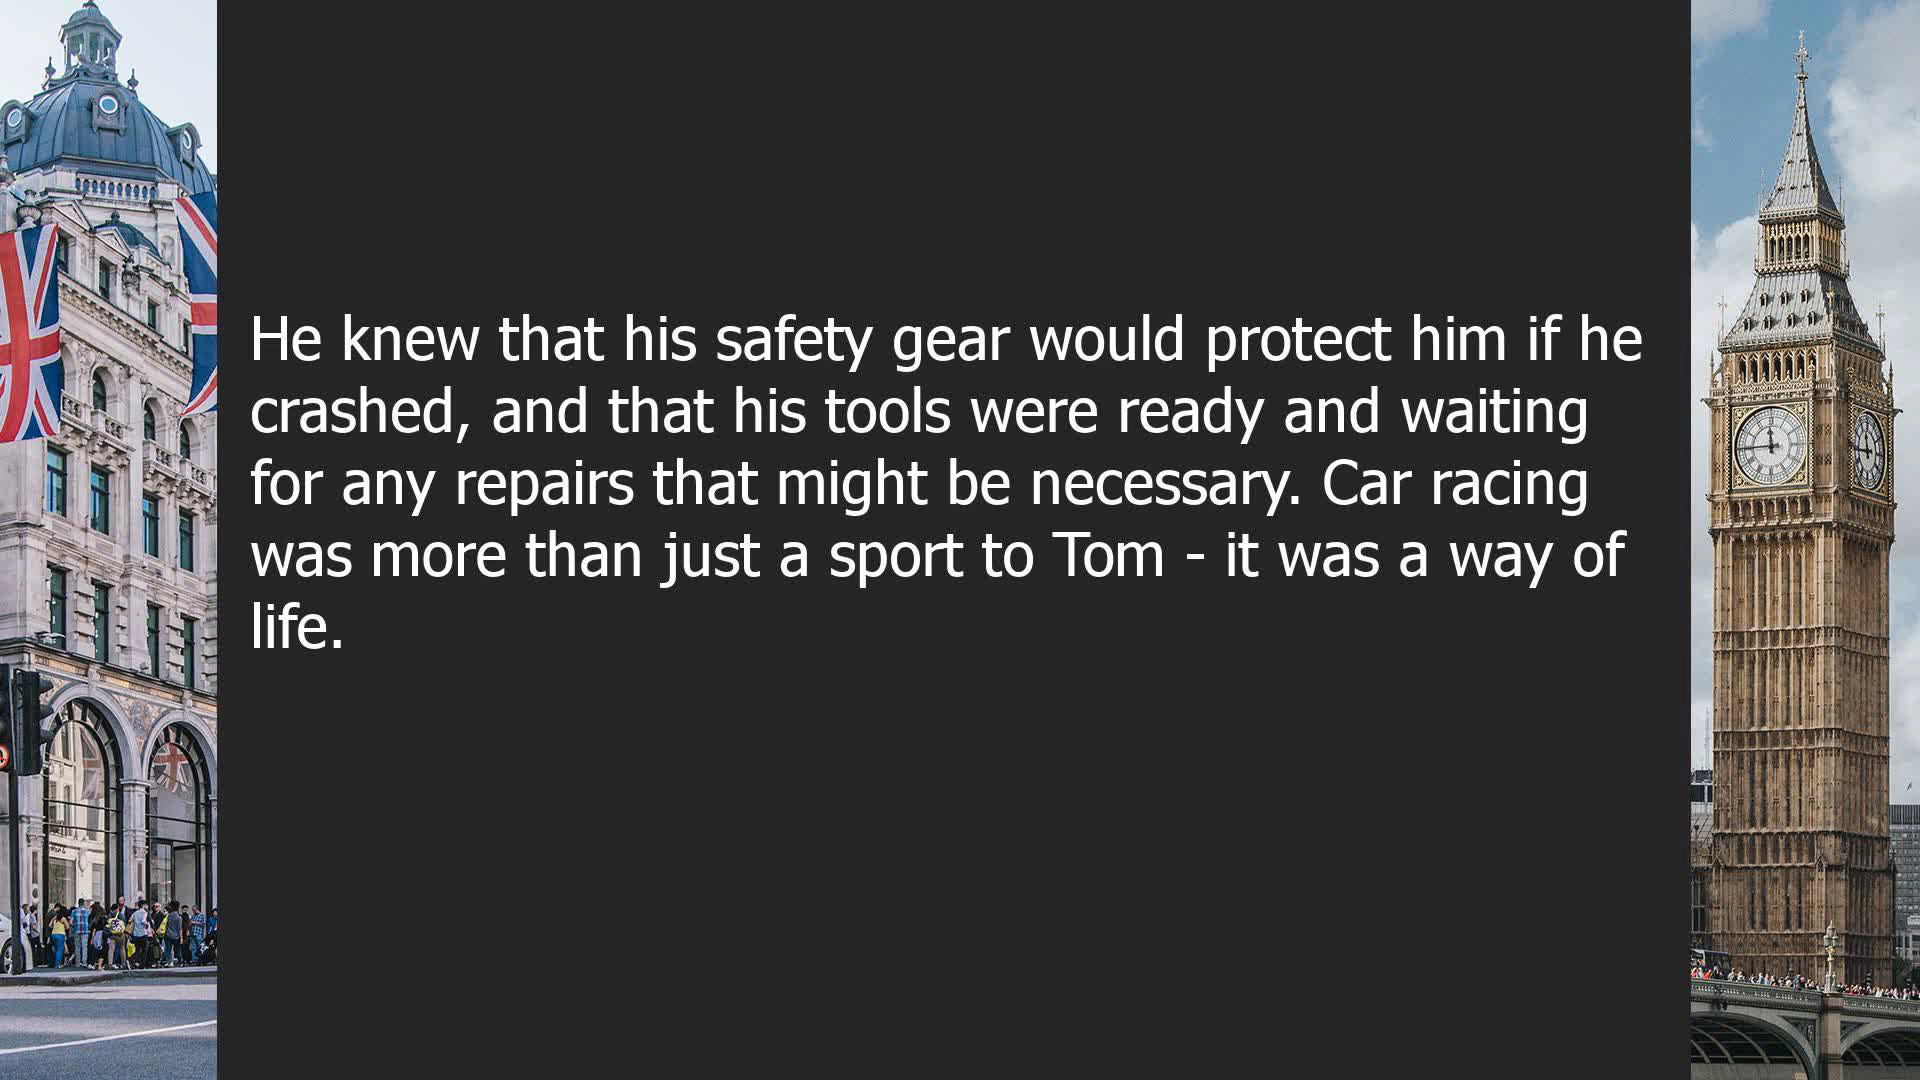 He knew that his safety gear would protect him if he
crashed, and that his tools were ready and waiting
for any repairs that might be necessary. Car racing
was more than just a sport to Tom - it was a way of
life.